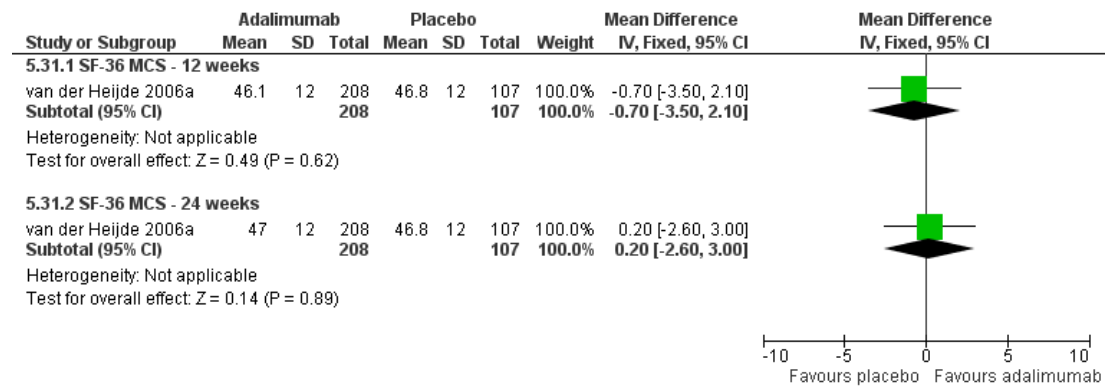 Adalimumab Placebo Mean Difference Mean Difference
Study or Subgroup Mean SD Total Mean SD Total Weight IV, Fixed, 95% CI IV, Fixed, 95% CI
5.31.1 SF-36 MCS - 12 weeks
van der Heijde 2006a 46.1 12 208 46.8 12 107 100.0% -0.70 [-3.50, 2.10]
Subtotal (95% CI) 208 107 100.0% -0.70 [-3.50, 2.10]
Heterogeneity: Not applicable
Test for overall effect: Z = 0.49 (P = 0.62)
5.31.2 SF-36 MCS - 24 weeks
van der Heijde 2006a 47 12 208 46.8 12 107 100.0% 0.20 [-2.60, 3.00]
Subtotal (95% CI) 208 107 100.0% 0.20 [-2.60, 3.00]
Heterogeneity: Not applicable
Test for overall effect: Z = 0.14 (P = 0.89)
-10 -5 0 5 10
Favours placebo Favours adalimumab